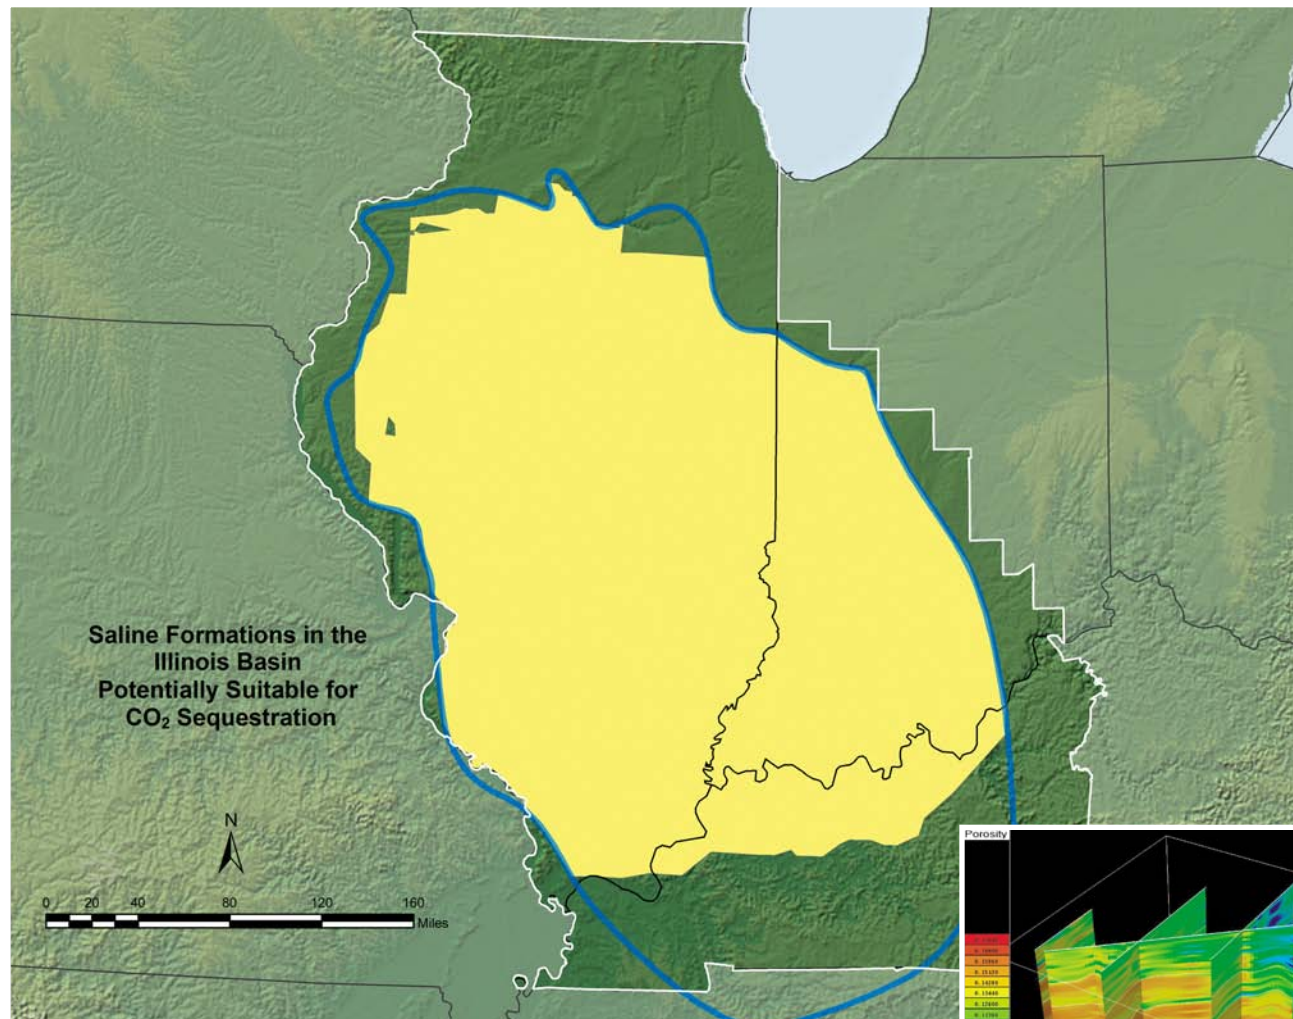 Saline Formations in the
Illinois Basin
Potentially Suitable for
CO₂ Sequestration
N
0 20 40 80 120 160
Miles
Porosity